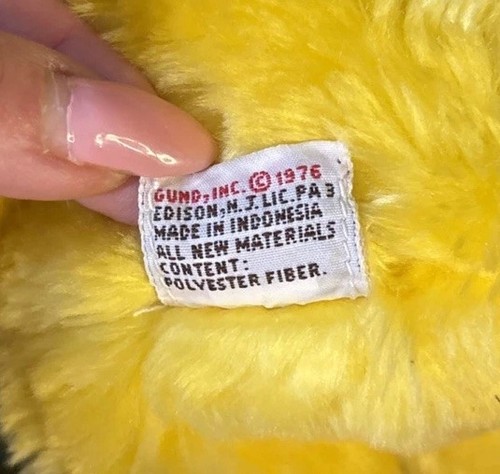 GUND, INC. © 1976
EDISON, N.J. LIC. PA 3
MADE IN INDONESIA
ALL NEW MATERIALS
CONTENT:
POLYESTER FIBER.